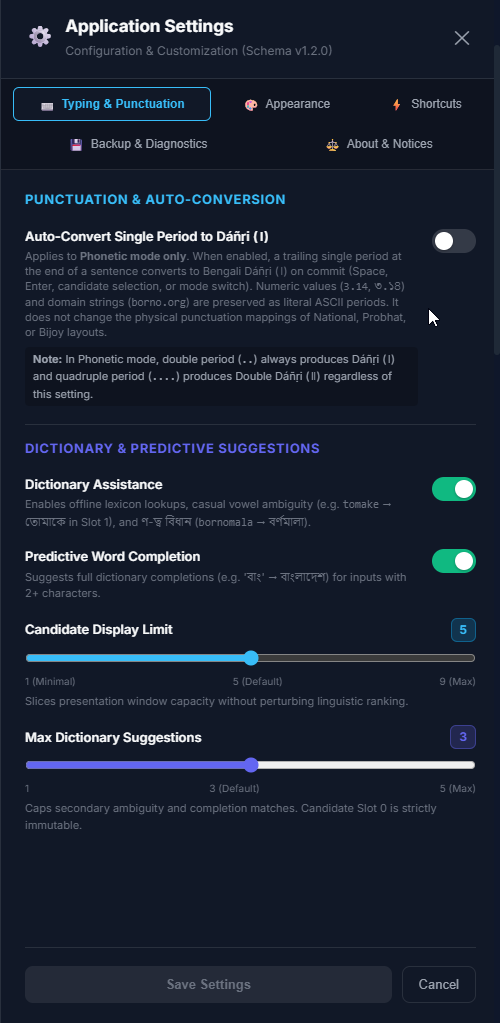 Application Settings
Configuration & Customization (Schema v1.2.0)
Typing & Punctuation
Appearance
Shortcuts
Backup & Diagnostics
About & Notices
PUNCTUATION & AUTO-CONVERSION
Auto-Convert Single Period to Dāṅṛi (।)
Applies to Phonetic mode only. When enabled, a trailing single period at
the end of a sentence converts to Bengali Dāṅṛi (।) on commit (Space,
Enter, candidate selection, or mode switch). Numeric values (3.14, ৩.১৪)
and domain strings (borno.org) are preserved as literal ASCII periods. It
does not change the physical punctuation mappings of National, Probhat,
or Bijoy layouts.
Note: In Phonetic mode, double period (..) always produces Dāṅṛi (।)
and quadruple period (....) produces Double Dāṅṛi (॥) regardless of
this setting.
DICTIONARY & PREDICTIVE SUGGESTIONS
Dictionary Assistance
Enables offline lexicon lookups, casual vowel ambiguity (e.g. tomake →
তোমাকে in Slot 1), and ণ-ত্ব বিধান (bornomala → বর্ণমালা).
Predictive Word Completion
Suggests full dictionary completions (e.g. 'বাং' → বাংলাদেশ) for inputs with
2+ characters.
Candidate Display Limit
5
1 (Minimal)
5 (Default)
9 (Max)
Slices presentation window capacity without perturbing linguistic ranking.
Max Dictionary Suggestions
3
1
3 (Default)
5 (Max)
Caps secondary ambiguity and completion matches. Candidate Slot 0 is strictly
immutable.
Save Settings
Cancel